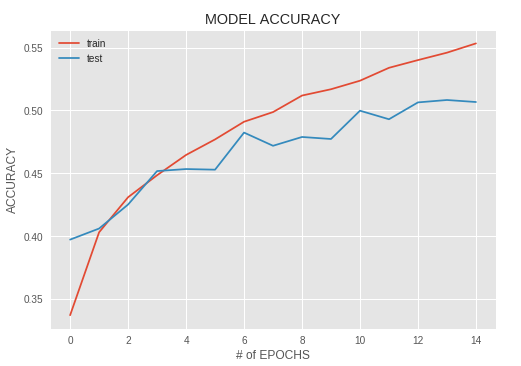 MODEL ACCURACY
train
test
0.55
0.50
0.45
0.40
0.35
ACCURACY
0 2 4 6 8 10 12 14
# of EPOCHS